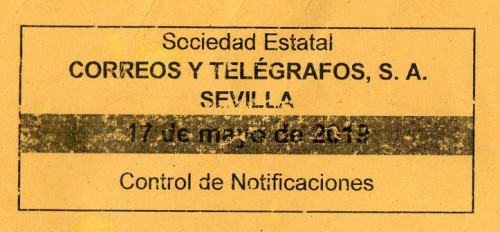 Sociedad Estatal
CORREOS Y TELÉGRAFOS, S. A.
SEVILLA
17 de mayo de 2019
Control de Notificaciones